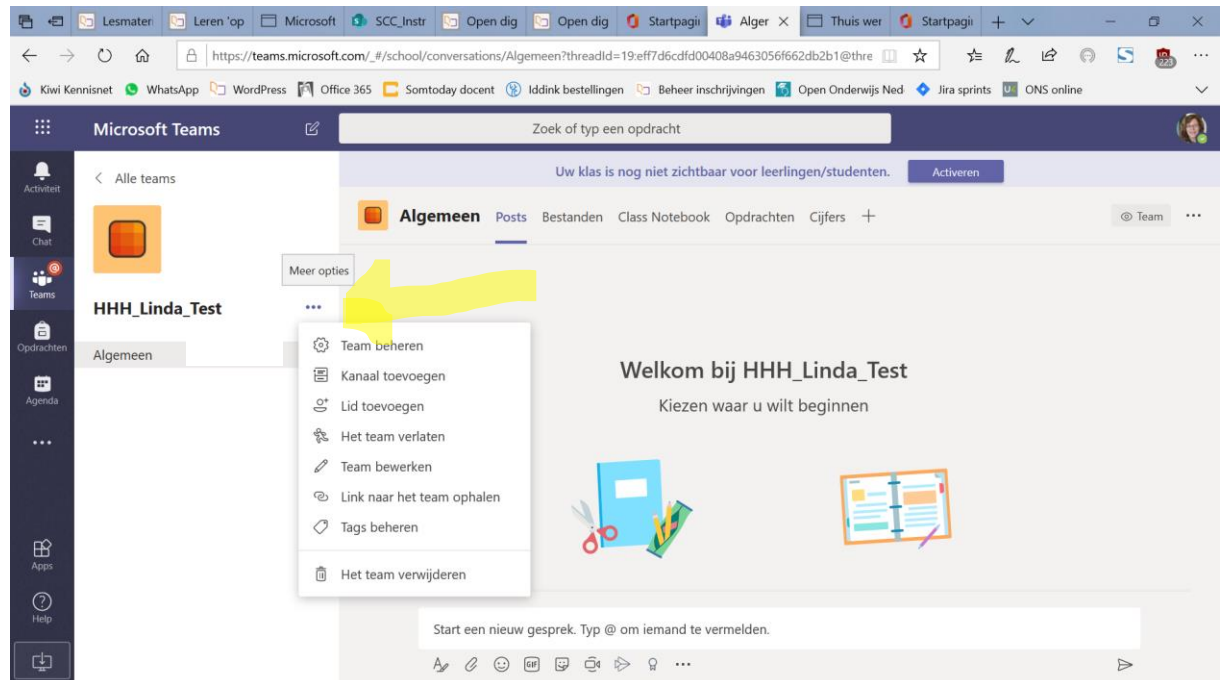 Lesmateri
Leren 'op
Microsoft
SCC_Instr
Open dig
Open dig
Startpagii
Alger
Thuis wer
Startpagii
https://teams.microsoft.com/_#/school/conversations/Algemeen?threadId=19:eff7d6cdfd00408a9463056f662db2b1@thre
223
Kiwi Kennisnet
WhatsApp
WordPress
Office 365
Somtoday docent
Iddink bestellingen
Beheer inschrijvingen
Open Onderwijs Ned
Jira sprints
ONS online
Microsoft Teams
Zoek of typ een opdracht
Activiteit
Chat
Teams
Opdrachten
Agenda
Apps
Help
Alle teams
HHH_Linda_Test
Algemeen
Meer opties
Team beheren
Kanaal toevoegen
Lid toevoegen
Het team verlaten
Team bewerken
Link naar het team ophalen
Tags beheren
Het team verwijderen
Uw klas is nog niet zichtbaar voor leerlingen/studenten.
Activeren
Algemeen
Posts
Bestanden
Class Notebook
Opdrachten
Cijfers
Team
Welkom bij HHH_Linda_Test
Kiezen waar u wilt beginnen
Start een nieuw gesprek. Typ @ om iemand te vermelden.
GIF